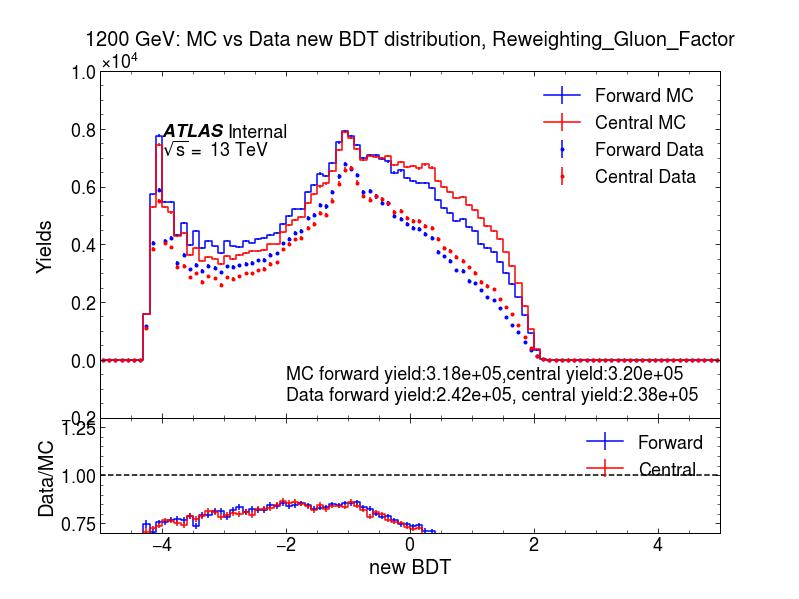 1200 GeV: MC vs Data new BDT distribution, Reweighting_Gluon_Factor
×10⁴
1.0
0.8
0.6
0.4
0.2
0.0
0.2
Yields
ATLAS Internal
√s = 13 TeV
Forward MC
Central MC
Forward Data
Central Data
MC forward yield:3.18e+05,central yield:3.20e+05
Data forward yield:2.42e+05, central yield:2.38e+05
1.25
1.00
0.75
Data/MC
Forward
Central
−4 −2 0 2 4
new BDT